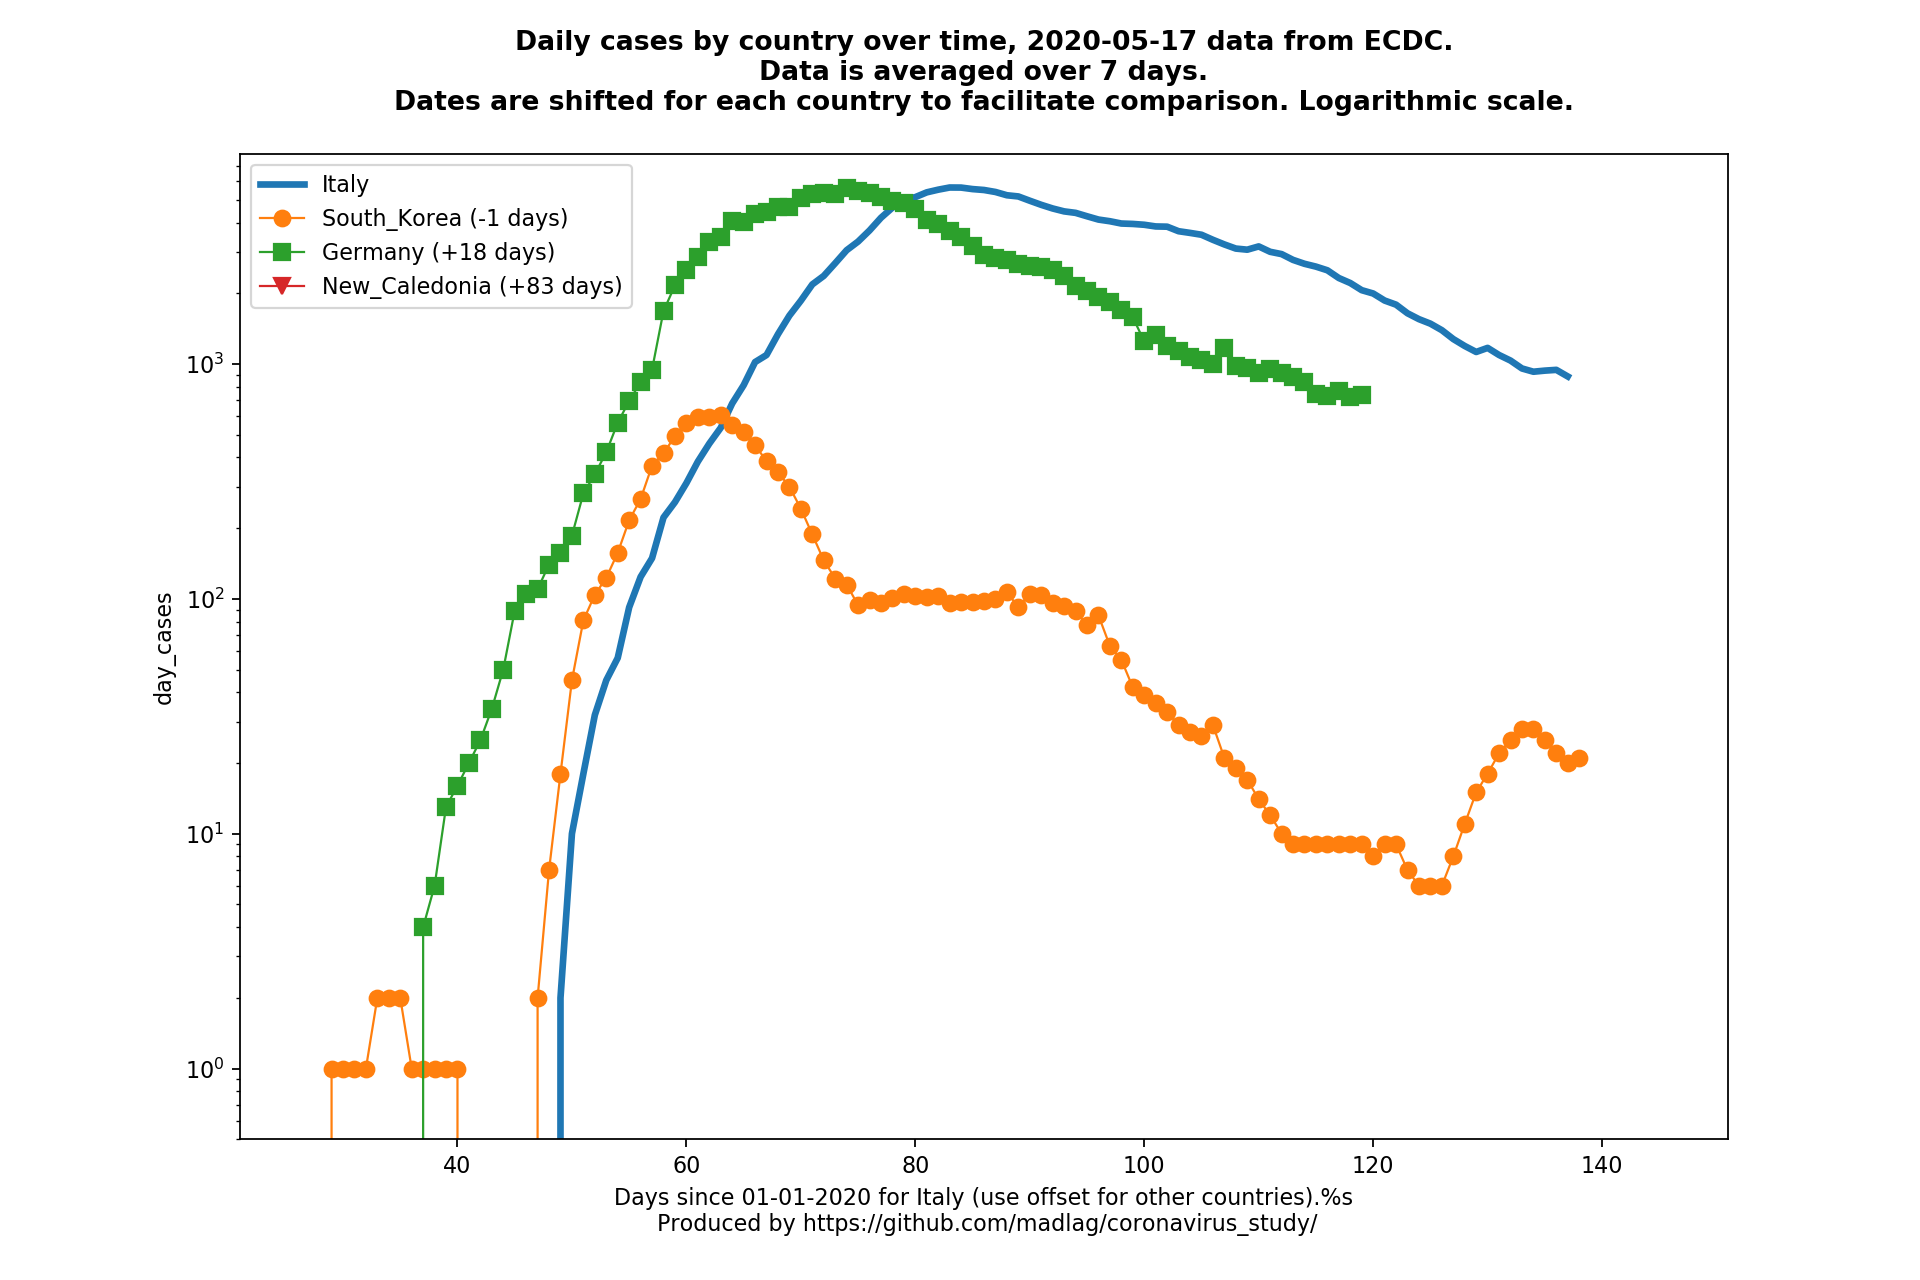 Daily cases by country over time, 2020-05-17 data from ECDC.
Data is averaged over 7 days.
Dates are shifted for each country to facilitate comparison. Logarithmic scale.
Italy
South_Korea (-1 days)
Germany (+18 days)
New_Caledonia (+83 days)
10³
10²
10¹
10⁰
day_cases
40 60 80 100 120 140
Days since 01-01-2020 for Italy (use offset for other countries).%s
Produced by https://github.com/madlag/coronavirus_study/